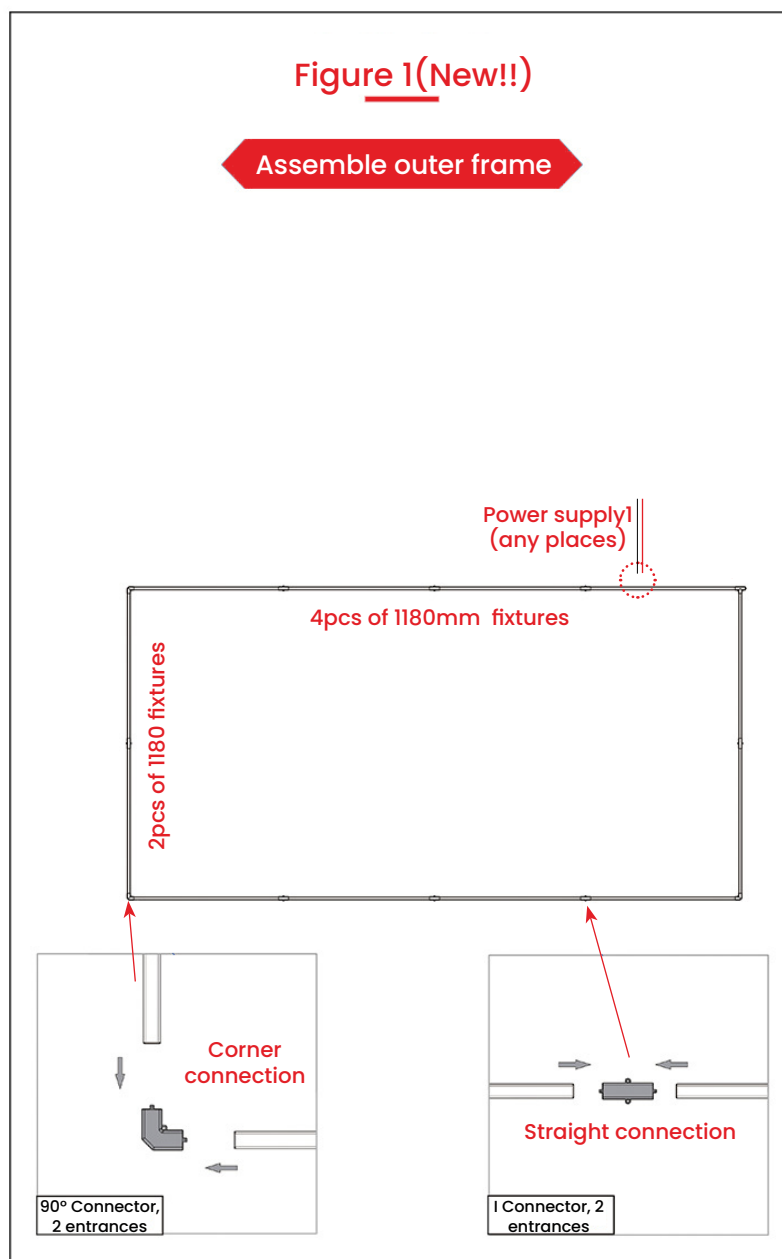 Figure 1(New!!)
Assemble outer frame
Power supply1
(any places)
4pcs of 1180mm fixtures
2pcs of 1180 fixtures
Corner
connection
90° Connector,
2 entrances
Straight connection
I Connector, 2
entrances